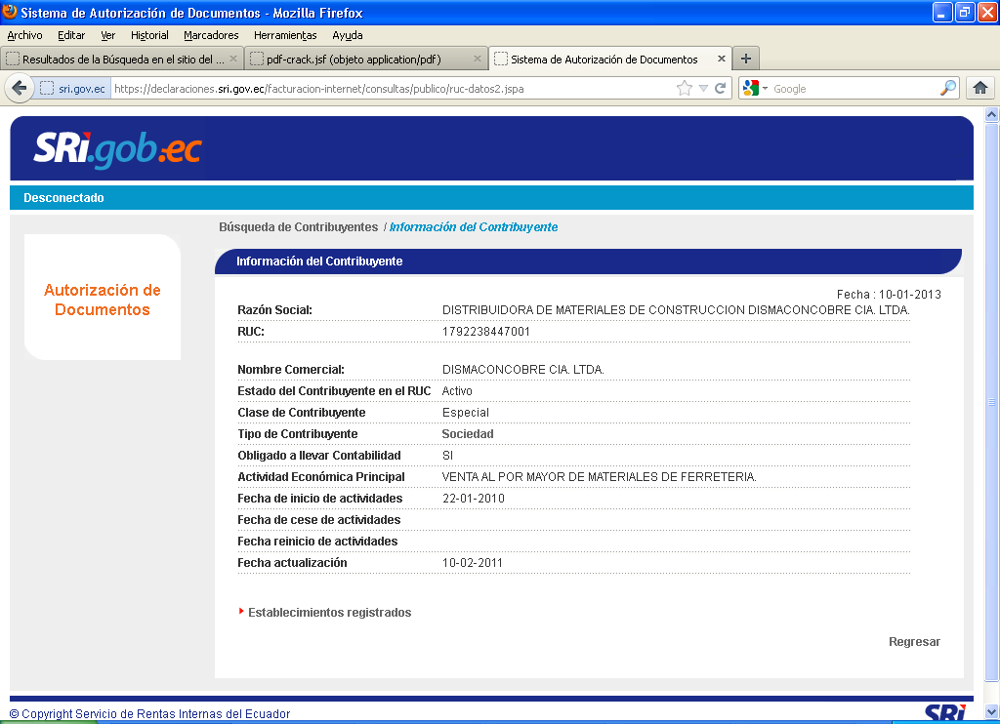 Sistema de Autorización de Documentos - Mozilla Firefox
Archivo Editar Ver Historial Marcadores Herramientas Ayuda
Resultados de la Búsqueda en el sitio del ... pdf-crack.jsf (objeto application/pdf) Sistema de Autorización de Documentos
sri.gov.ec https://declaraciones.sri.gov.ec/facturacion-internet/consultas/publico/ruc-datos2.jspa Google
SRi.gob.ec
Desconectado
Búsqueda de Contribuyentes / Información del Contribuyente
Autorización de
Documentos
Información del Contribuyente
Fecha : 10-01-2013
Razón Social: DISTRIBUIDORA DE MATERIALES DE CONSTRUCCION DISMACONCOBRE CIA. LTDA.
RUC: 1792238447001
Nombre Comercial: DISMACONCOBRE CIA. LTDA.
Estado del Contribuyente en el RUC Activo
Clase de Contribuyente Especial
Tipo de Contribuyente Sociedad
Obligado a llevar Contabilidad SI
Actividad Económica Principal VENTA AL POR MAYOR DE MATERIALES DE FERRETERIA.
Fecha de inicio de actividades 22-01-2010
Fecha de cese de actividades
Fecha reinicio de actividades
Fecha actualización 10-02-2011
Establecimientos registrados
Regresar
© Copyright Servicio de Rentas Internas del Ecuador SRi